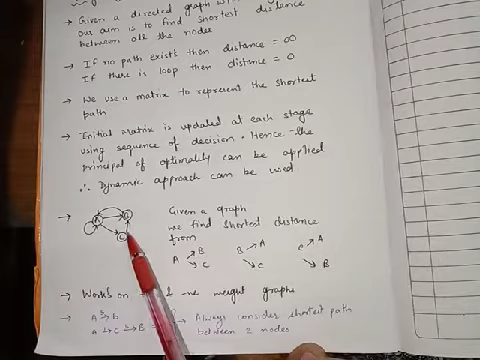 → Given a directed graph
our aim is to find shortest distance
between all the nodes
→ If no path exists then distance = ∞
If there is loop then distance = 0
→ We use a matrix to represent the shortest
path
→ Initial matrix is updated at each stage
using sequence of decision. Hence the
principal of optimality can be applied
∴ Dynamic approach can be used
→ Given a graph
we find shortest distance
from
A → B
→ C
B → A
→ C
C → A
→ B
→ Works on -ve weight graphs
→ A → B
A → C → B
→ Always consider shortest path
between 2 nodes